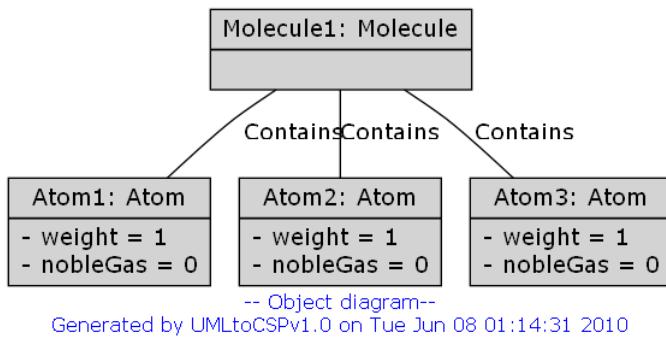 Molecule1: Molecule
Contains Contains Contains
Atom1: Atom Atom2: Atom Atom3: Atom
- weight = 1 - weight = 1 - weight = 1
- nobleGas = 0 - nobleGas = 0 - nobleGas = 0
-- Object diagram--
Generated by UMLtoCSPv1.0 on Tue Jun 08 01:14:31 2010